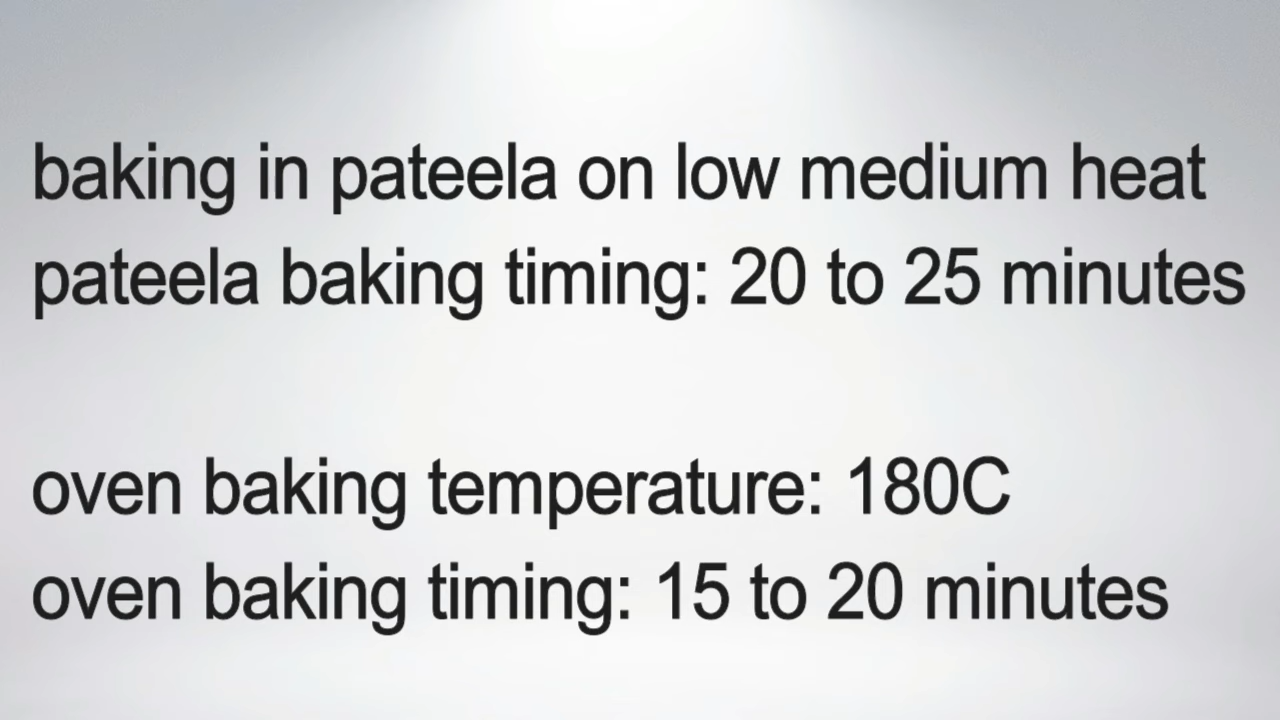 baking in pateela on low medium heat
pateela baking timing: 20 to 25 minutes
oven baking temperature: 180C
oven baking timing: 15 to 20 minutes